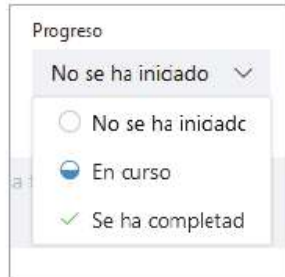 Progreso
No se ha iniciado
No se ha iniciado
En curso
Se ha completad